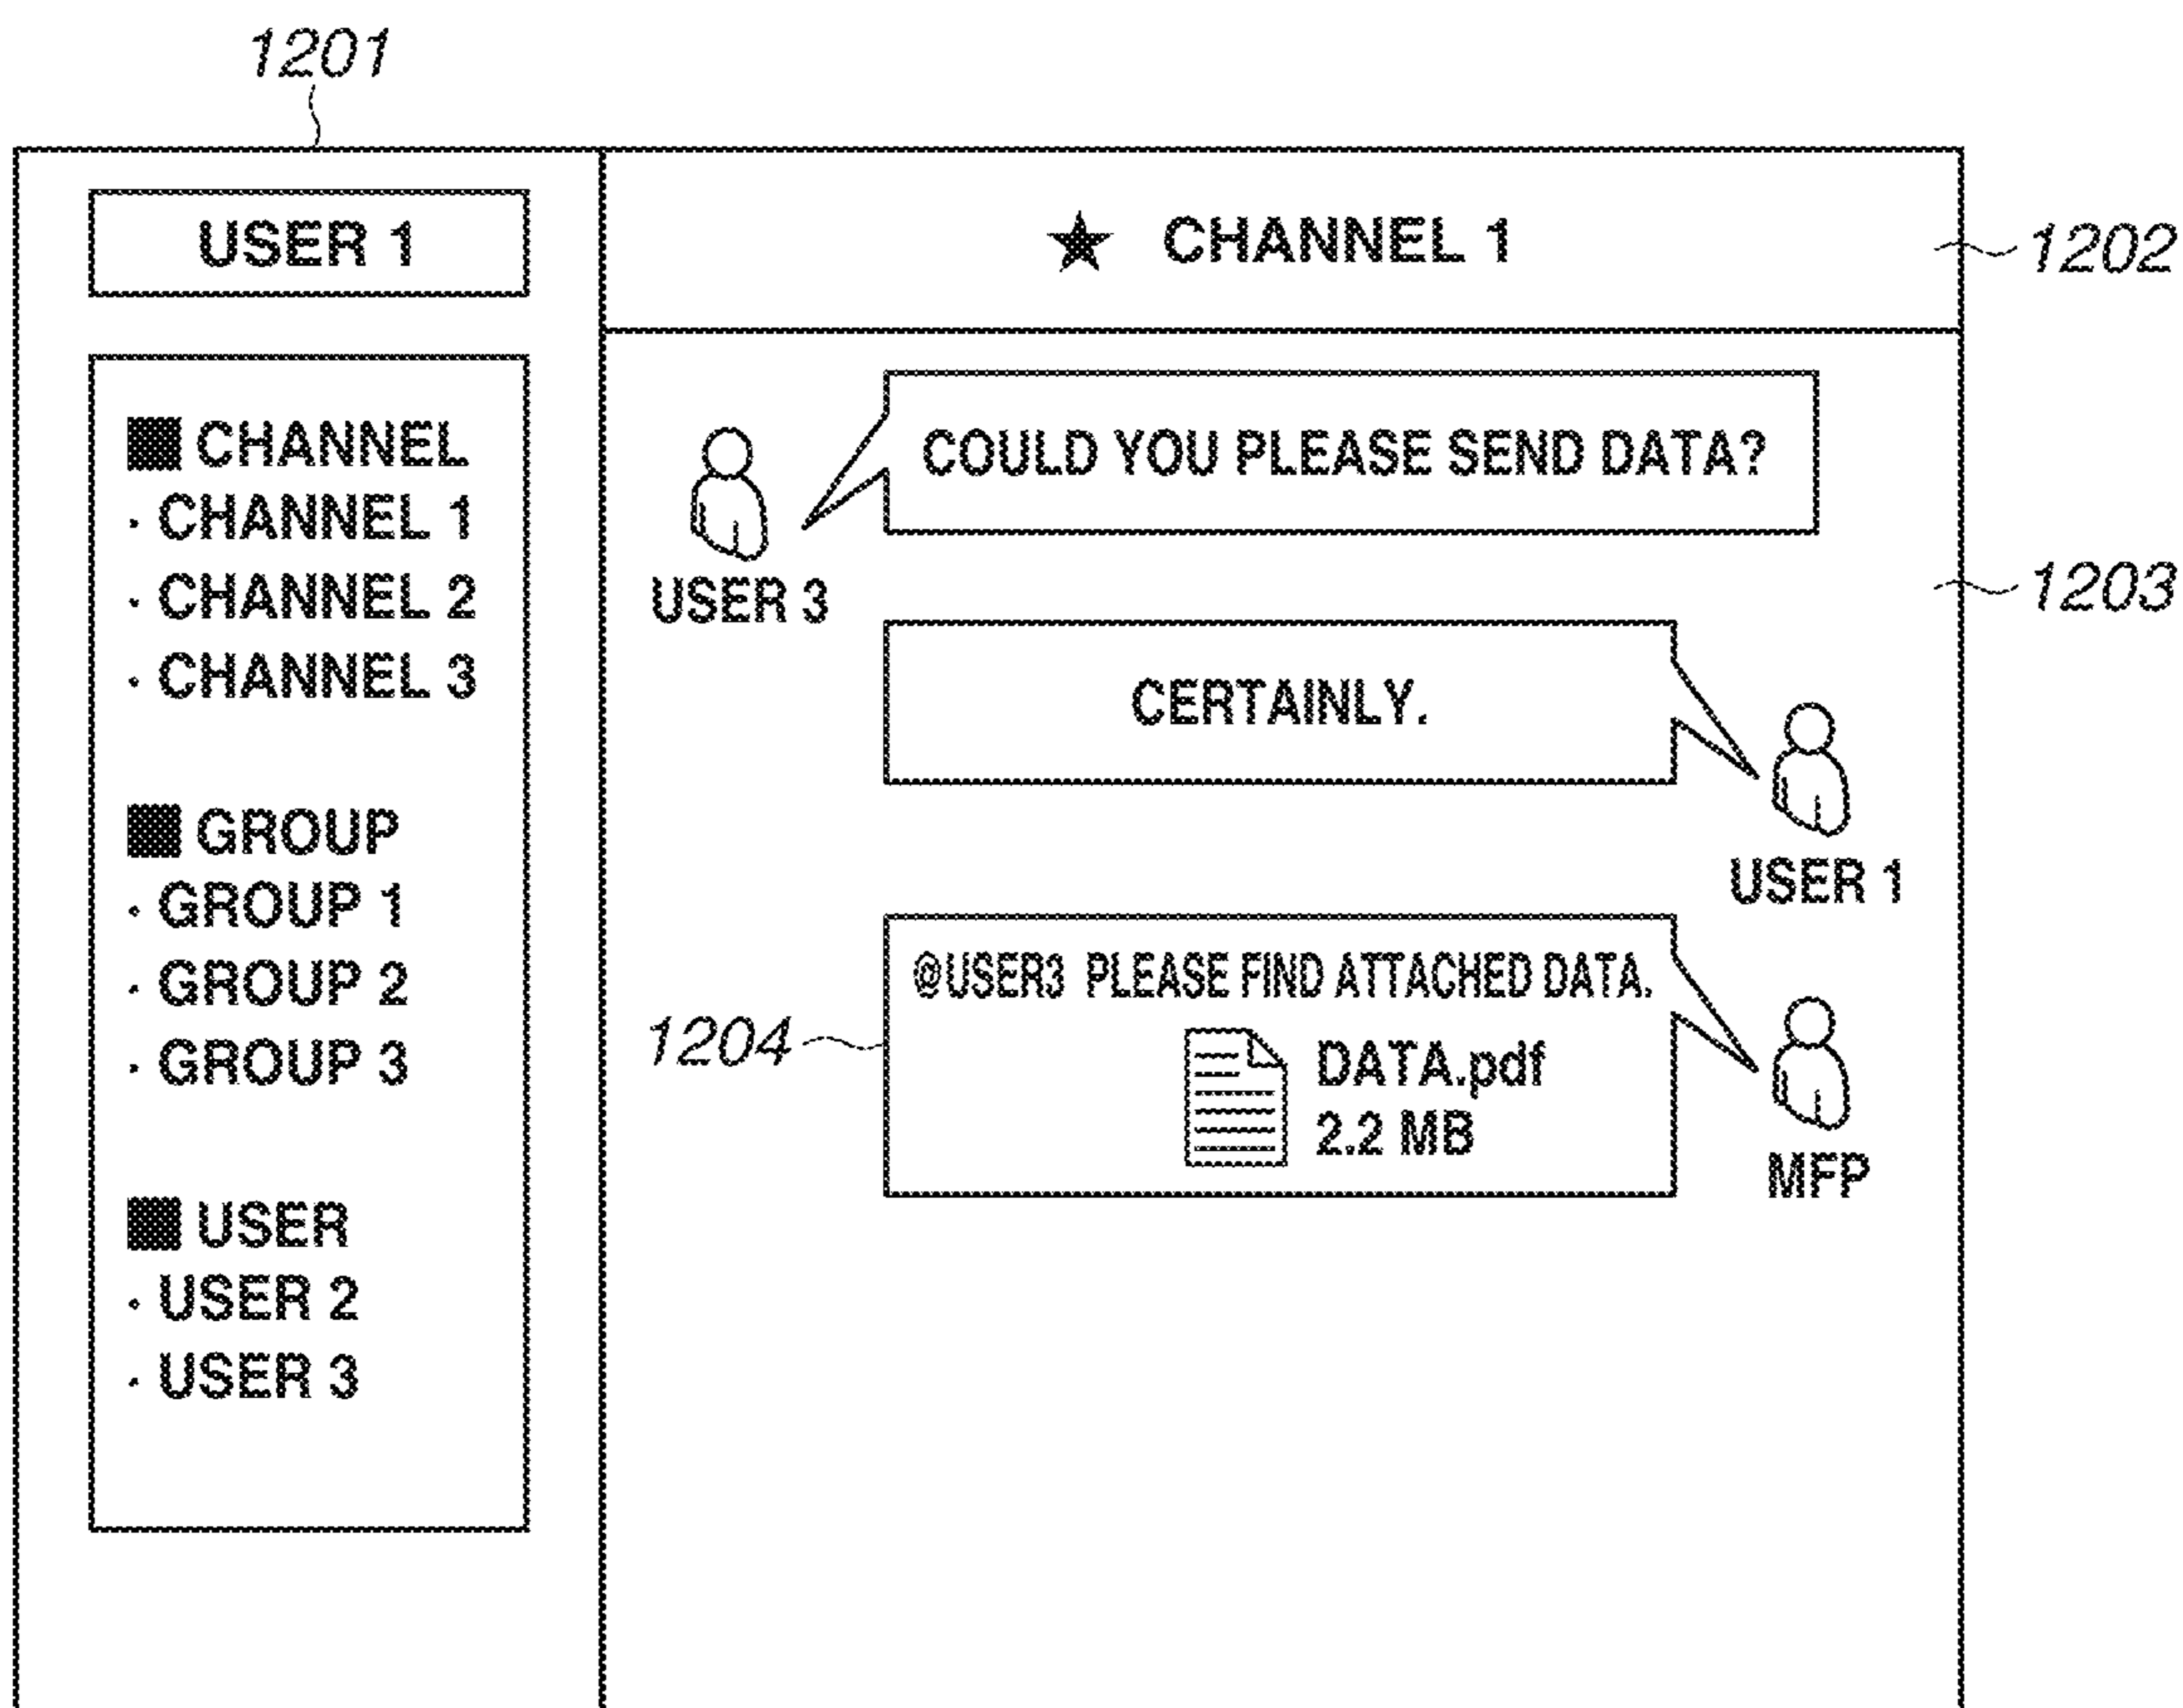 1201
USER 1
■ CHANNEL
· CHANNEL 1
· CHANNEL 2
· CHANNEL 3
■ GROUP
· GROUP 1
· GROUP 2
· GROUP 3
■ USER
· USER 2
· USER 3
★ CHANNEL 1
1202
COULD YOU PLEASE SEND DATA?
USER 3
1203
CERTAINLY.
USER 1
@USER3 PLEASE FIND ATTACHED DATA.
1204
DATA.pdf
2.2 MB
MFP